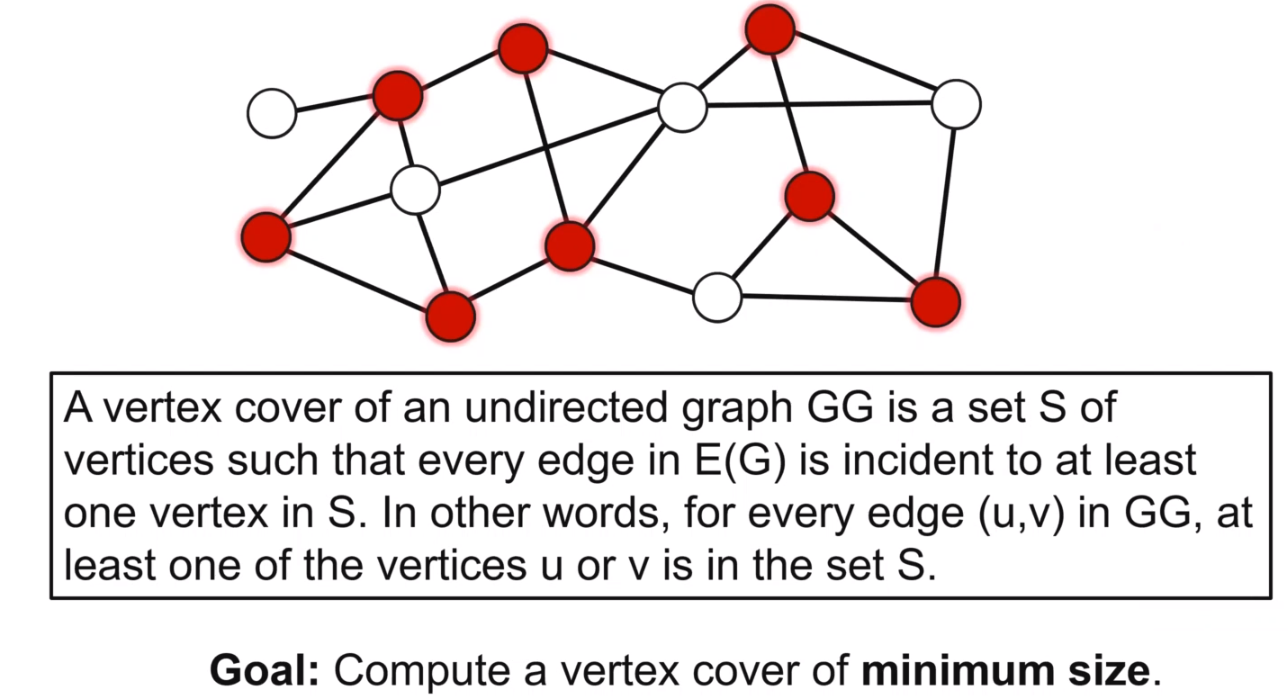 A vertex cover of an undirected graph GG is a set S of
vertices such that every edge in E(G) is incident to at least
one vertex in S. In other words, for every edge (u,v) in GG, at
least one of the vertices u or v is in the set S.
Goal: Compute a vertex cover of minimum size.